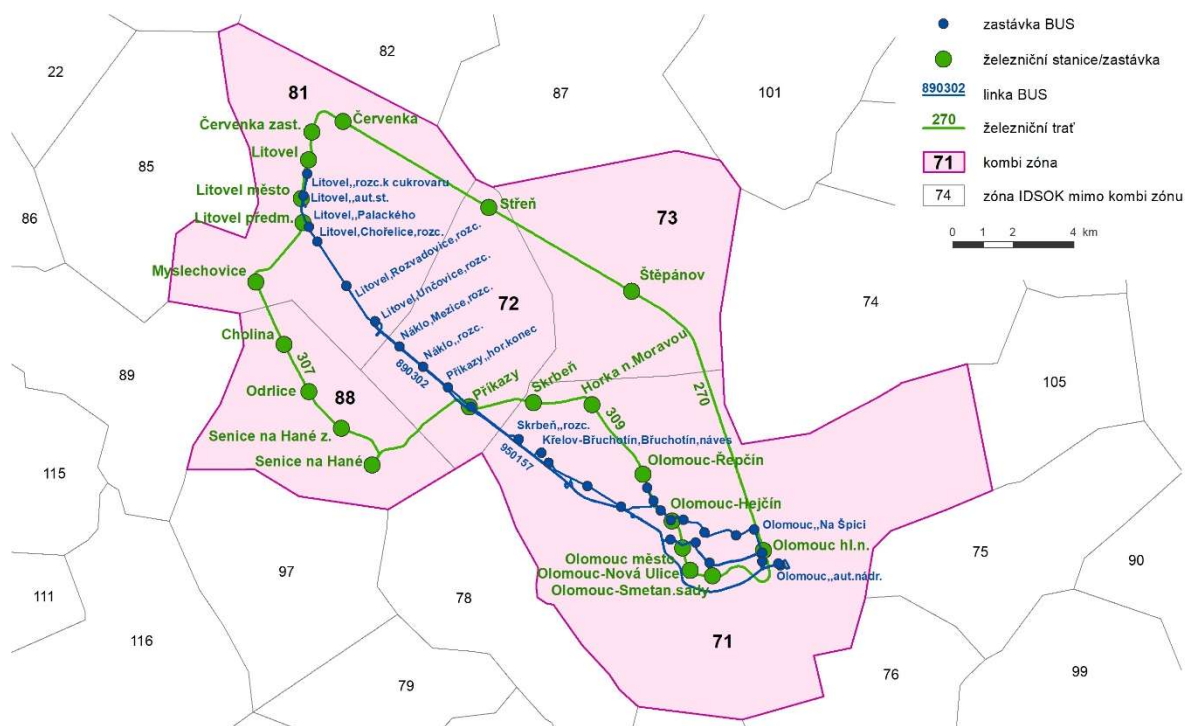 22
82
87
101
81
Červenka zast.
Červenka
Litovel
85
86
Litovel město
Litovel,,rozc.k cukrovaru
Litovel,,aut.st.
Litovel předm.
Litovel,,Palackého
Litovel,Chořelice,rozc.
Litovel,Rozvadovice,rozc.
Litovel,Unčovice,rozc.
Náklo,Mezice,rozc.
Náklo,,rozc.
Příkazy,,hor.konec
Střeň
73
Štěpánov
74
Myslechovice
72
Cholina
307
890302
89
Odrlice
88
Senice na Hané z.
Senice na Hané
Příkazy
Skrbeň
Horka n.Moravou
309
270
105
Skrbeň,,rozc.
Křelov-Břuchotín,Břuchotín,náves
950157
Olomouc-Řepčín
Olomouc-Hejčín
Olomouc,,Na Špici
Olomouc hl.n.
Olomouc město
Olomouc-Nová Ulice
Olomouc,,aut.nádr.
Olomouc-Smetan.sady
115
97
111
116
78
79
71
75
90
76
99
zastávka BUS
železniční stanice/zastávka
890302 linka BUS
270 železniční trať
71 kombi zóna
74 zóna IDSOK mimo kombi zónu
0 1 2 4 km